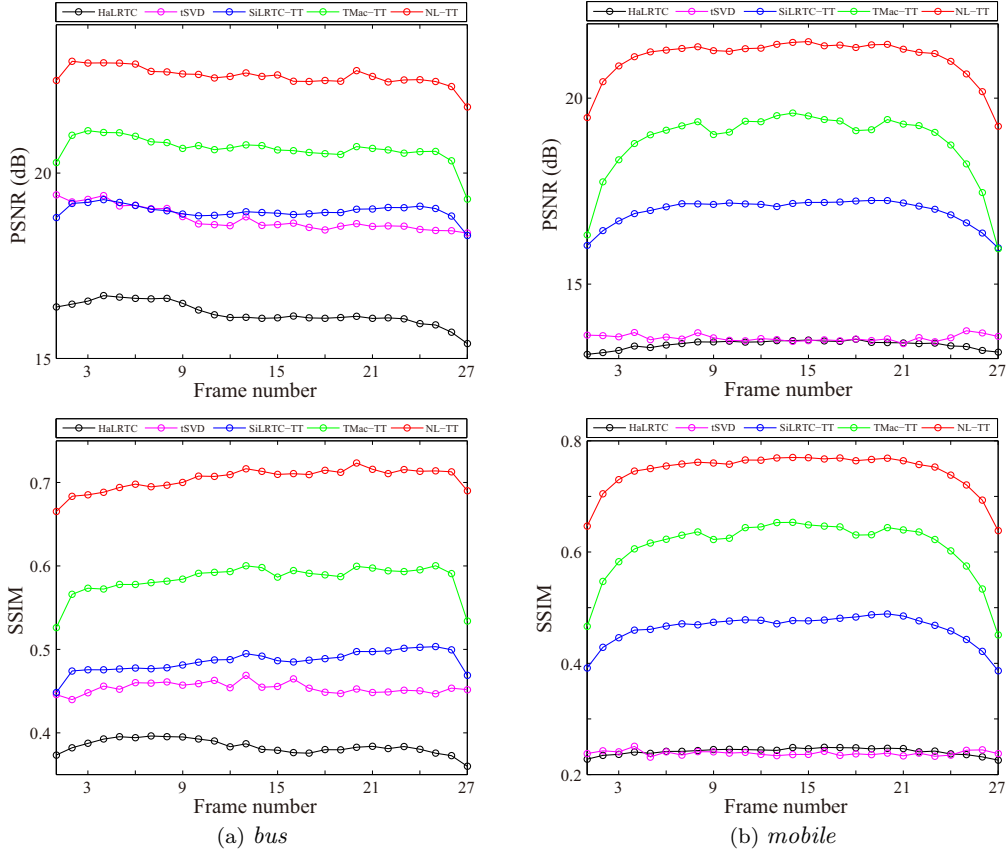 HaLRTC tSVD SiLRTC−TT TMac−TT NL−TT
PSNR (dB)
20
15
3 9 15 21 27
Frame number
HaLRTC tSVD SiLRTC−TT TMac−TT NL−TT
PSNR (dB)
20
15
3 9 15 21 27
Frame number
HaLRTC tSVD SiLRTC−TT TMac−TT NL−TT
SSIM
0.7
0.6
0.5
0.4
3 9 15 21 27
Frame number
(a) bus
HaLRTC tSVD SiLRTC−TT TMac−TT NL−TT
SSIM
0.8
0.6
0.4
0.2
3 9 15 21 27
Frame number
(b) mobile